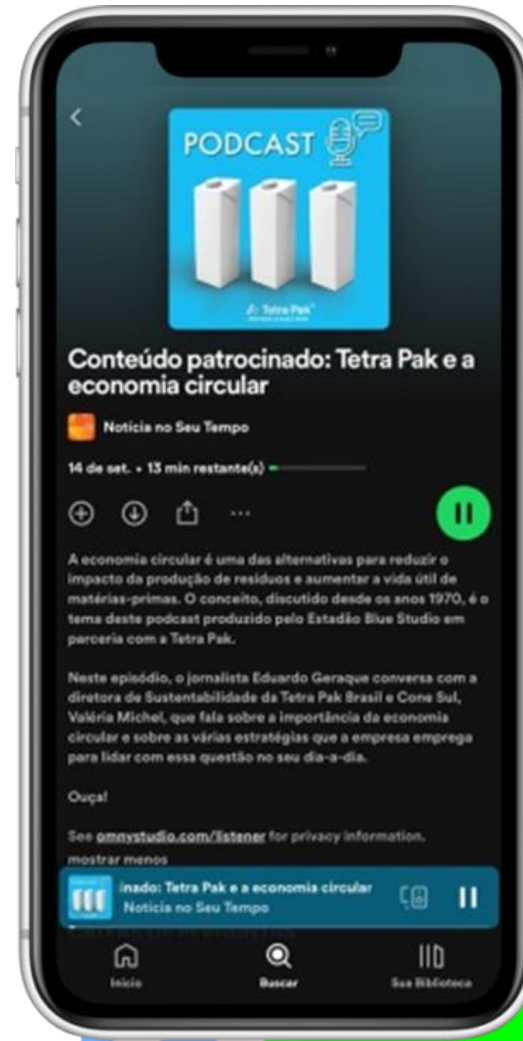 PODCAST
Tetra Pak
Conteúdo patrocinado: Tetra Pak e a
economia circular
Notícia no Seu Tempo
14 de set. • 13 min restante(s)
A economia circular é uma das alternativas para reduzir o
impacto da produção de resíduos e aumentar a vida útil de
matérias-primas. O conceito, discutido desde os anos 1970, é o
tema deste podcast produzido pelo Estadão Blue Studio em
parceria com a Tetra Pak.
Neste episódio, o jornalista Eduardo Geraque conversa com a
diretora de Sustentabilidade da Tetra Pak Brasil e Cone Sul,
Valéria Michel, que fala sobre a importância da economia
circular e sobre as várias estratégias que a empresa emprega
para lidar com essa questão no seu dia-a-dia.
Ouça!
See omnystudio.com/listener for privacy information.
mostrar menos
inado: Tetra Pak e a economia circular
Notícia no Seu Tempo
Início
Buscar
Sua Biblioteca